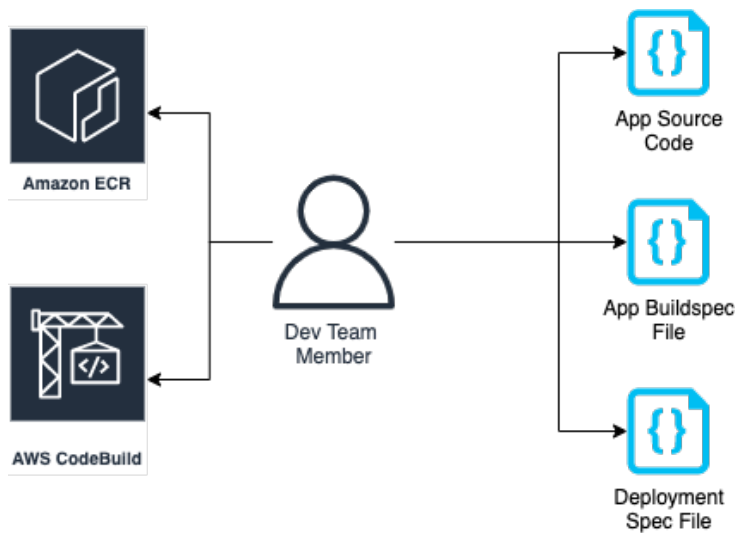 Amazon ECR
AWS CodeBuild
</>
Dev Team
Member
{}
App Source
Code
{}
App Buildspec
File
{}
Deployment
Spec File